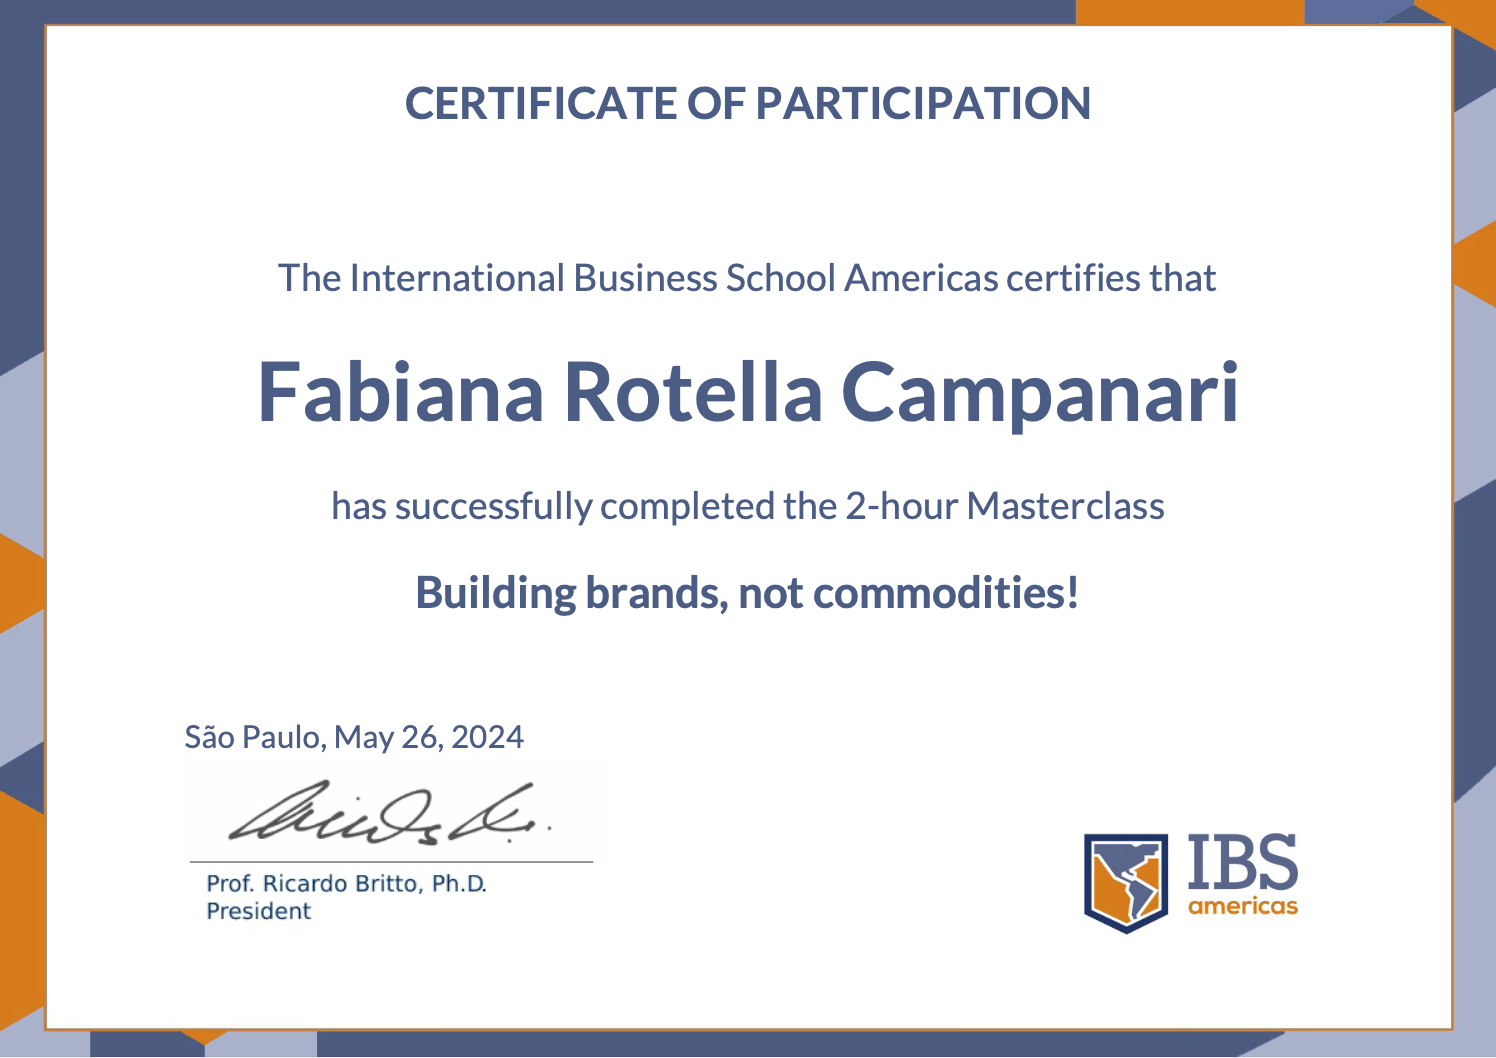 CERTIFICATE OF PARTICIPATION
The International Business School Americas certifies that
Fabiana Rotella Campanari
has successfully completed the 2-hour Masterclass
Building brands, not commodities!
São Paulo, May 26, 2024
Prof. Ricardo Britto, Ph.D.
President
IBS
americas